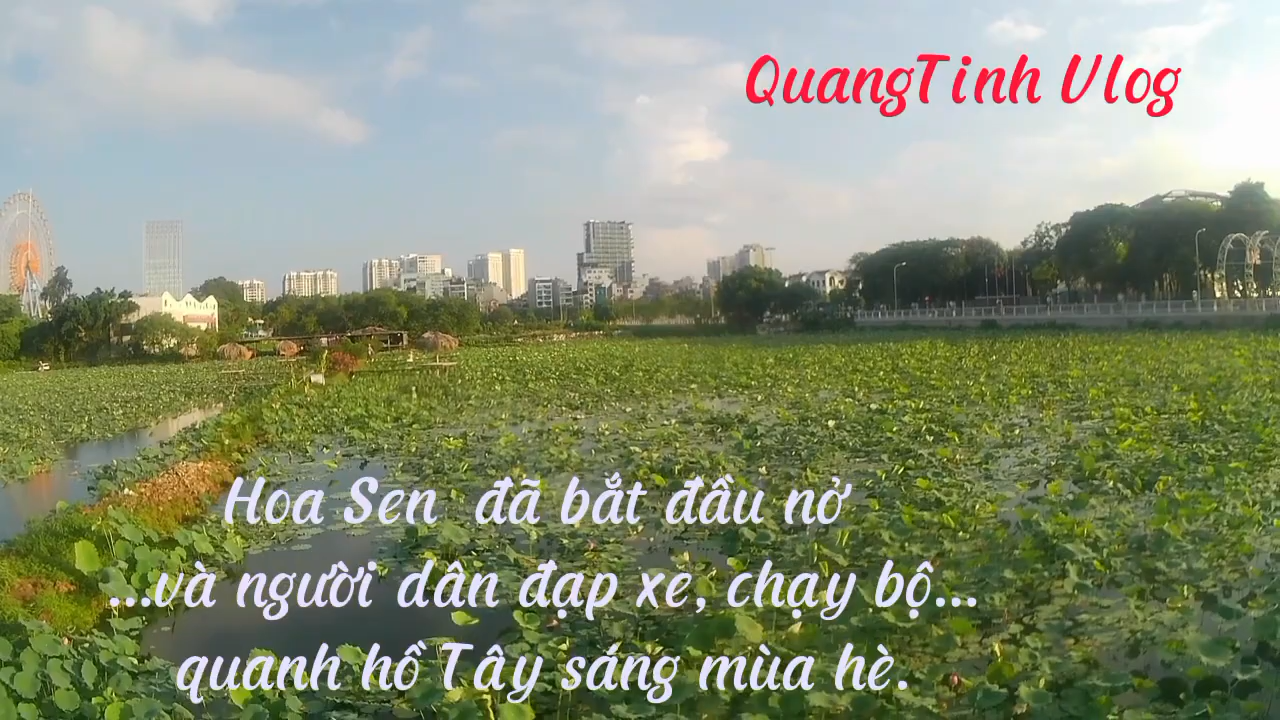 QuangTinh Vlog
Hoa Sen đã bắt đầu nở
...và người dân đạp xe, chạy bộ...
quanh hồ Tây sáng mùa hè.